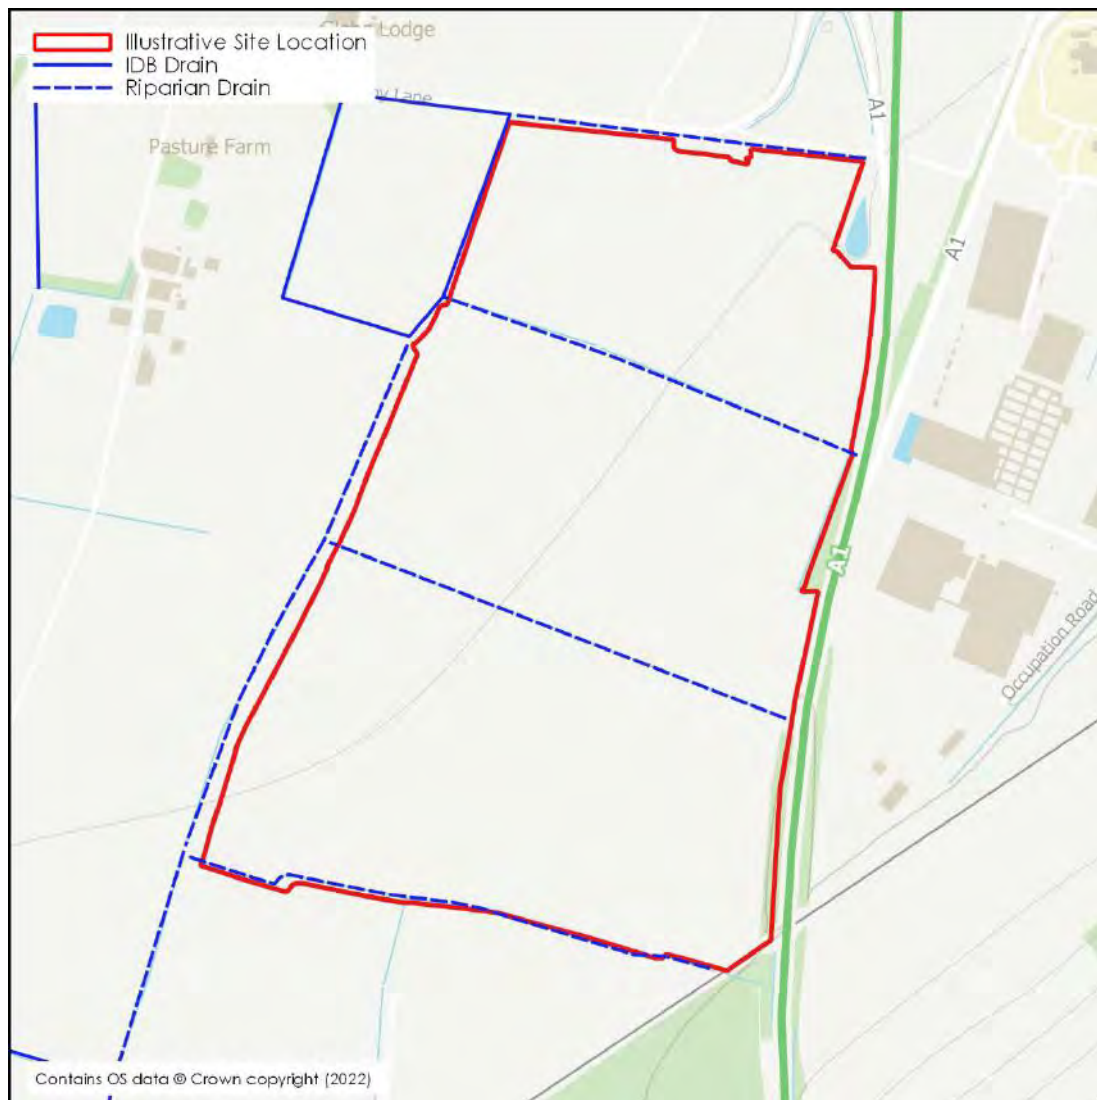 Lodge
Illustrative Site Location
IDB Drain
Riparian Drain
Lane
A1
Pasture Farm
A1
A1
Occupation Road
Contains OS data © Crown copyright (2022)